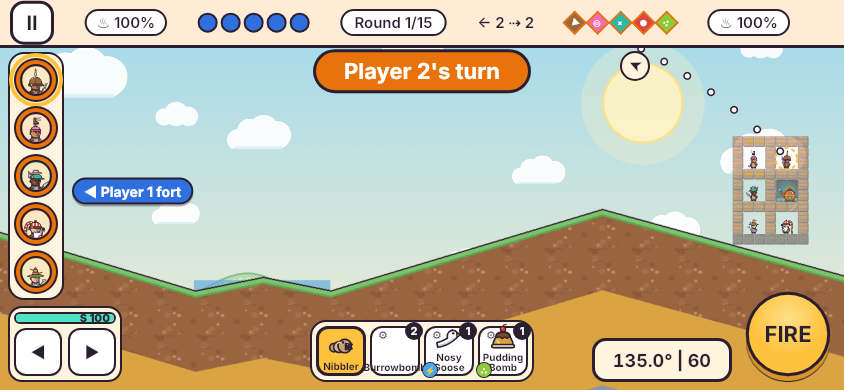 100%
Round 1/15
← 2 ⇢ 2
100%
Player 2's turn
◀ Player 1 fort
$ 100
Nibbler
2
Burrowbomb
1
Nosy
Goose
1
Pudding
Bomb
135.0° | 60
FIRE